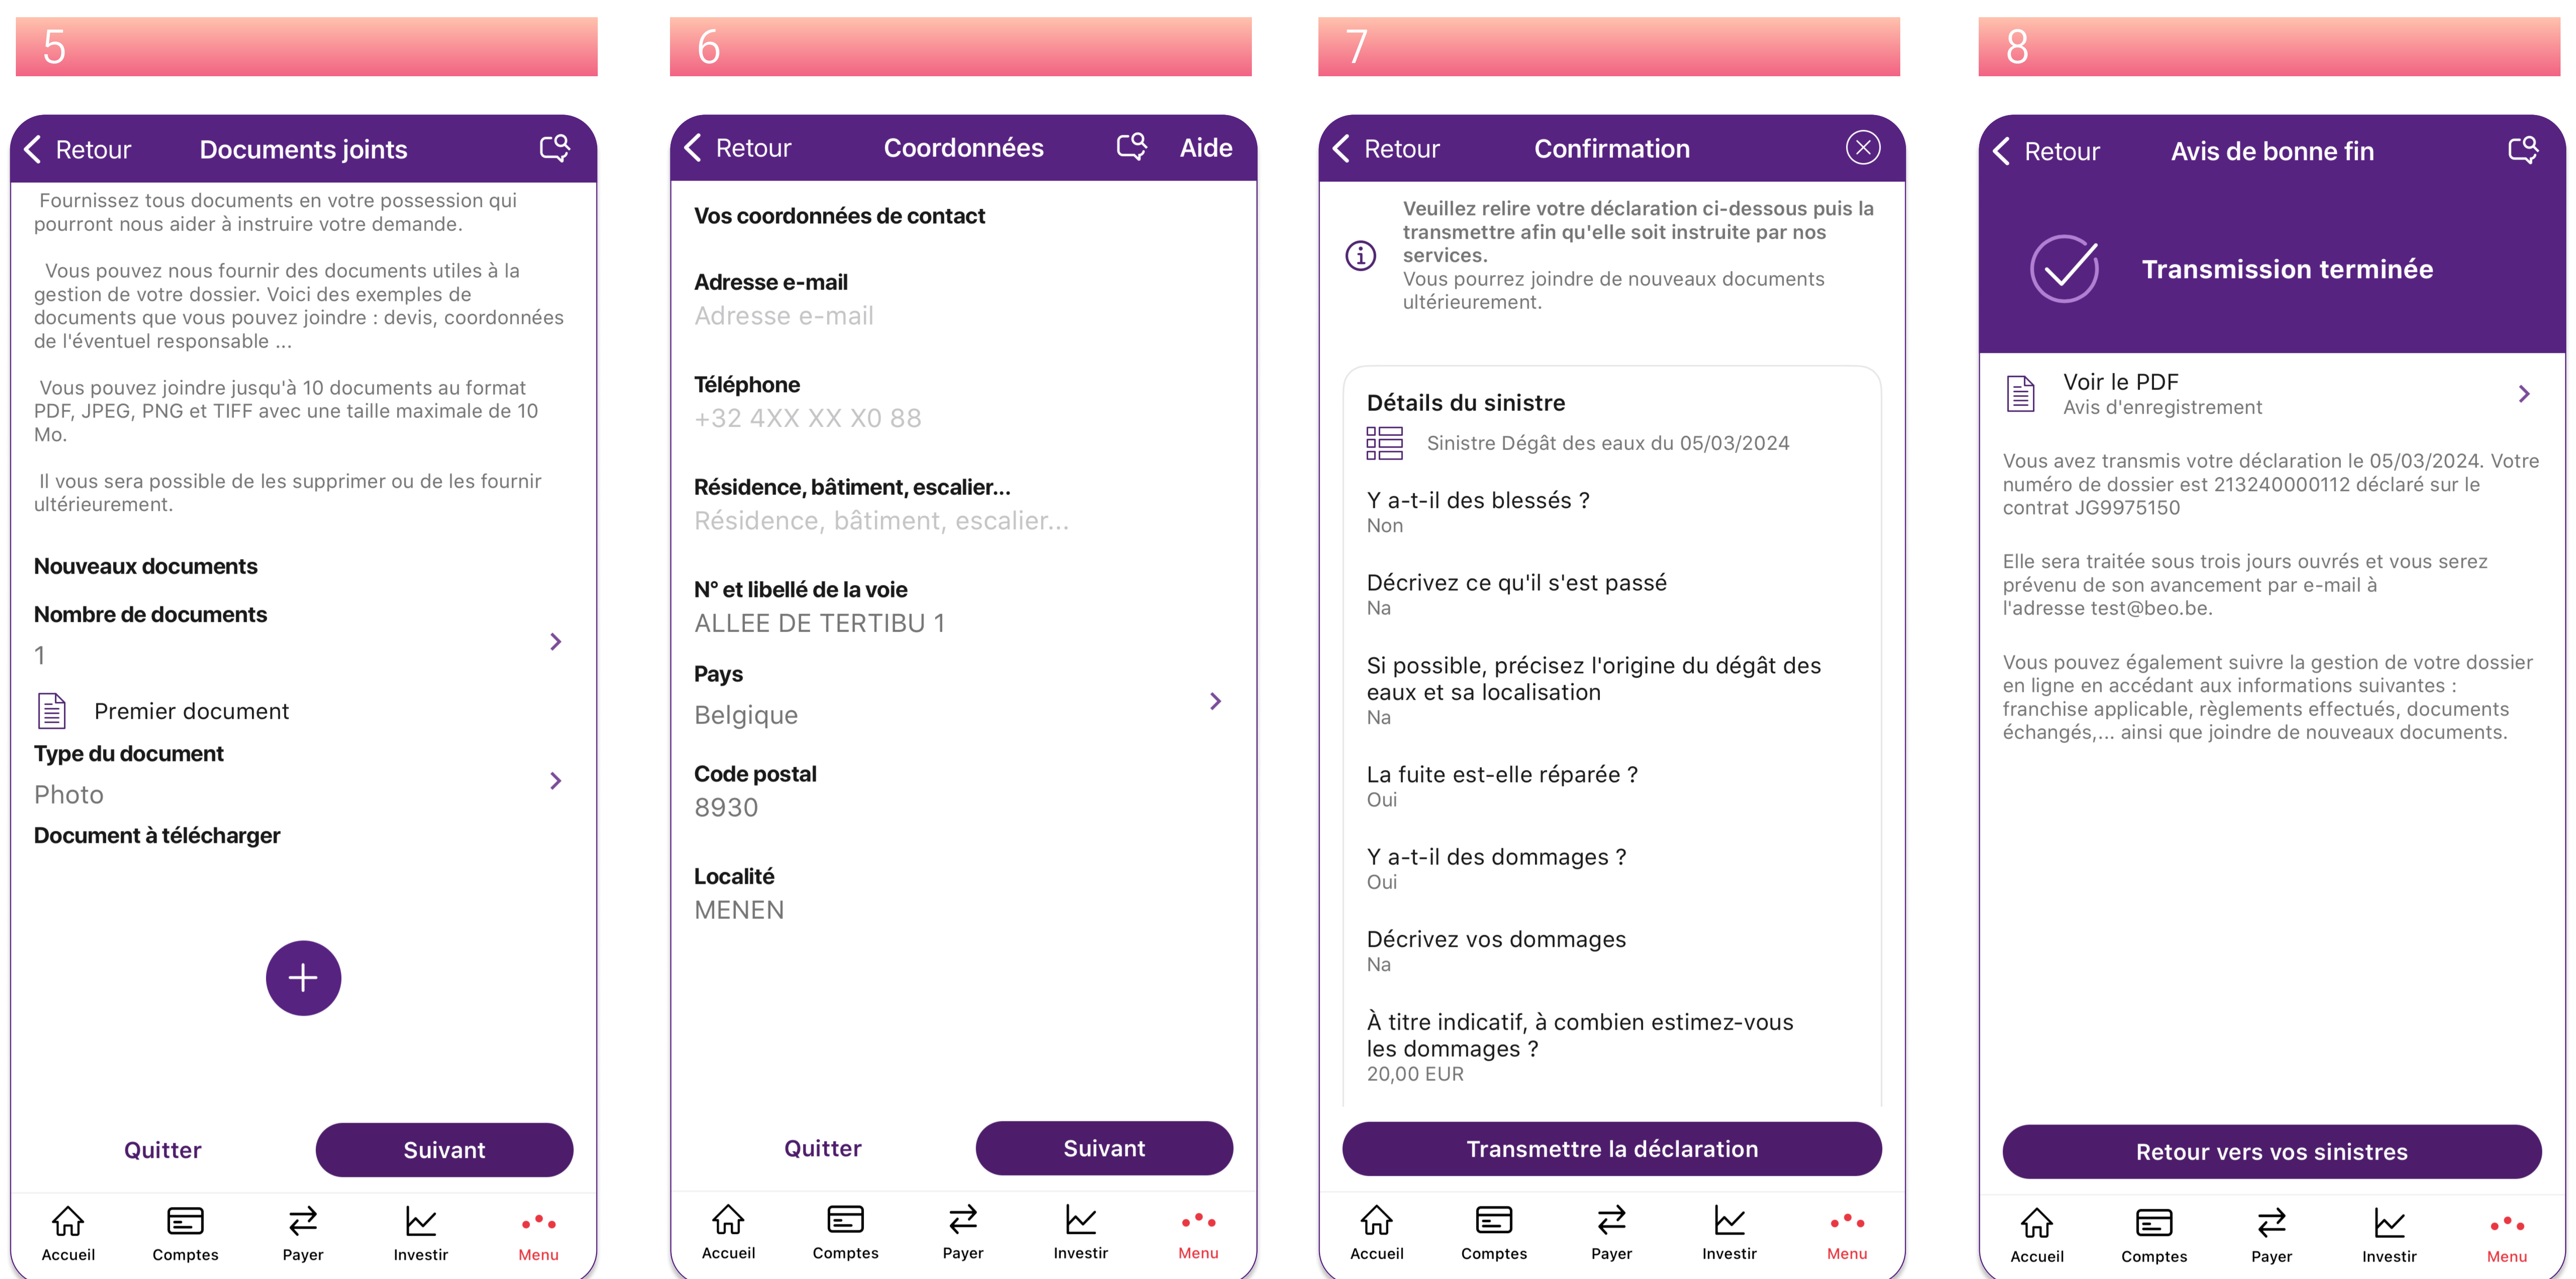 5
Retour
Documents joints
Fournissez tous documents en votre possession qui
pourront nous aider à instruire votre demande.
Vous pouvez nous fournir des documents utiles à la
gestion de votre dossier. Voici des exemples de
documents que vous pouvez joindre : devis, coordonnées
de l'éventuel responsable ...
Vous pouvez joindre jusqu'à 10 documents au format
PDF, JPEG, PNG et TIFF avec une taille maximale de 10
Mo.
Il vous sera possible de les supprimer ou de les fournir
ultérieurement.
Nouveaux documents
Nombre de documents
1
Premier document
Type du document
Photo
Document à télécharger
Quitter
Suivant
Accueil
Comptes
Payer
Investir
Menu
6
Retour
Coordonnées
Aide
Vos coordonnées de contact
Adresse e-mail
Adresse e-mail
Téléphone
+32 4XX XX X0 88
Résidence, bâtiment, escalier...
Résidence, bâtiment, escalier...
N° et libellé de la voie
ALLEE DE TERTIBU 1
Pays
Belgique
Code postal
8930
Localité
MENEN
Quitter
Suivant
Accueil
Comptes
Payer
Investir
Menu
7
Retour
Confirmation
Veuillez relire votre déclaration ci-dessous puis la
transmettre afin qu'elle soit instruite par nos
services.
Vous pourrez joindre de nouveaux documents
ultérieurement.
Détails du sinistre
Sinistre Dégât des eaux du 05/03/2024
Y a-t-il des blessés ?
Non
Décrivez ce qu'il s'est passé
Na
Si possible, précisez l'origine du dégât des
eaux et sa localisation
Na
La fuite est-elle réparée ?
Oui
Y a-t-il des dommages ?
Oui
Décrivez vos dommages
Na
À titre indicatif, à combien estimez-vous
les dommages ?
20,00 EUR
Transmettre la déclaration
Accueil
Comptes
Payer
Investir
Menu
8
Retour
Avis de bonne fin
Transmission terminée
Voir le PDF
Avis d'enregistrement
Vous avez transmis votre déclaration le 05/03/2024. Votre
numéro de dossier est 213240000112 déclaré sur le
contrat JG9975150
Elle sera traitée sous trois jours ouvrés et vous serez
prévenu de son avancement par e-mail à
l'adresse test@beo.be.
Vous pouvez également suivre la gestion de votre dossier
en ligne en accédant aux informations suivantes :
franchise applicable, règlements effectués, documents
échangés,... ainsi que joindre de nouveaux documents.
Retour vers vos sinistres
Accueil
Comptes
Payer
Investir
Menu